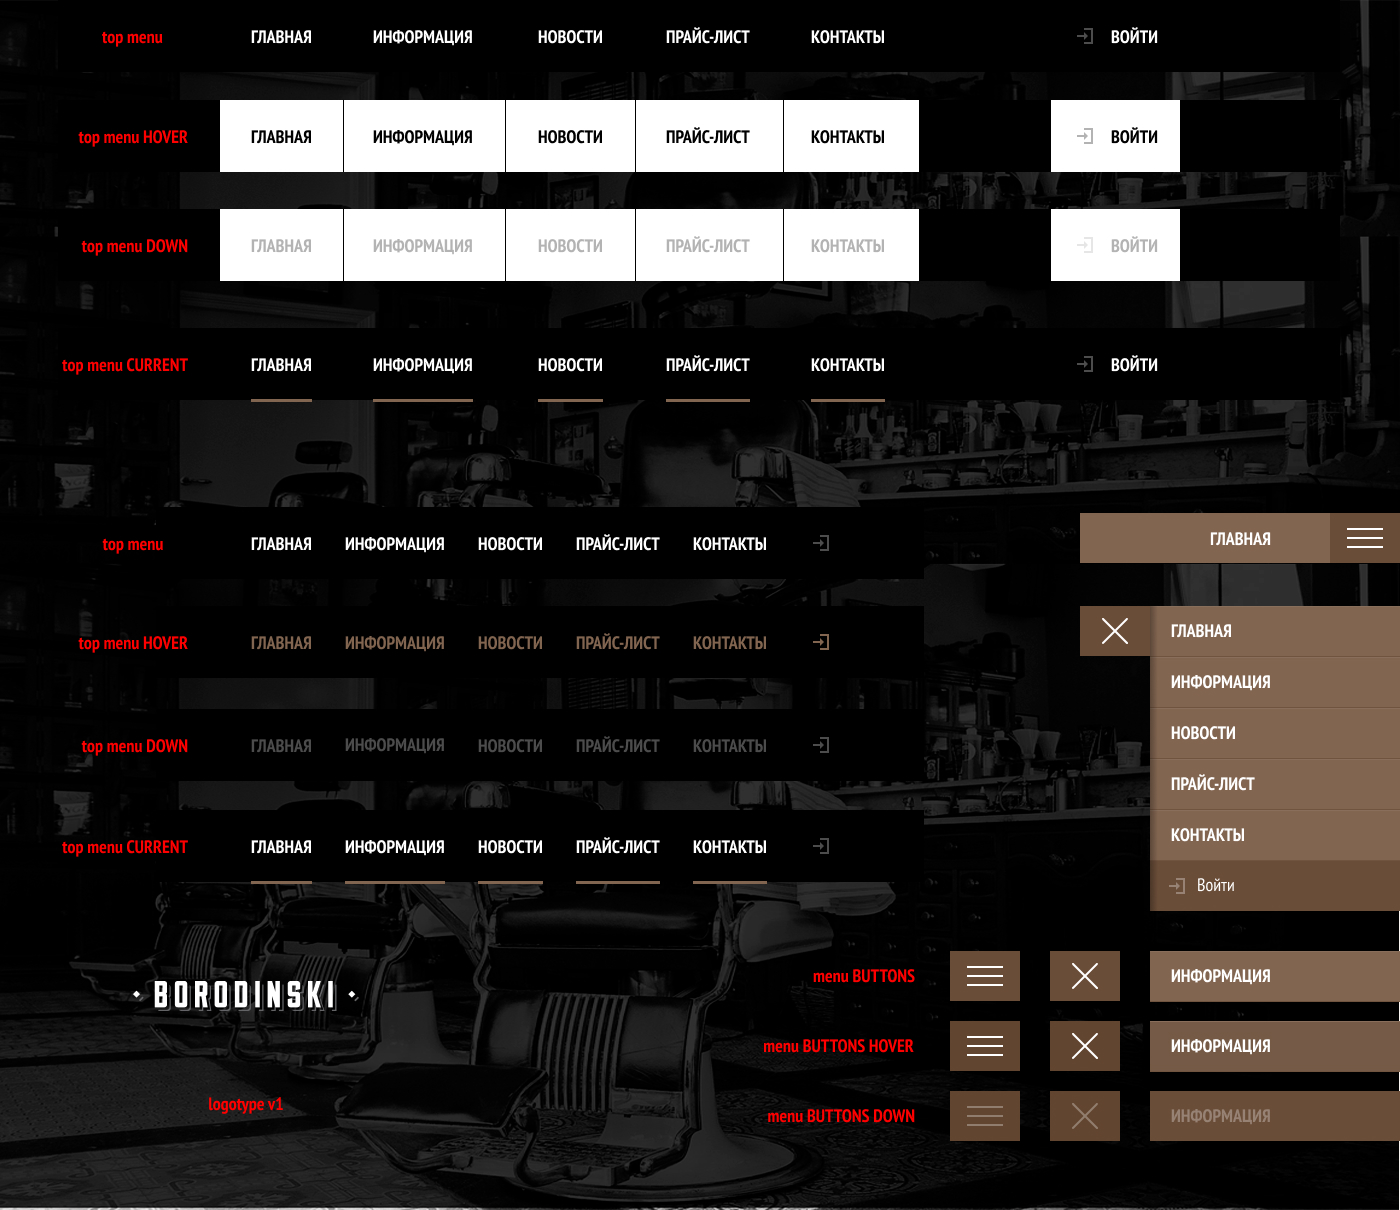 top menu ГЛАВНАЯ ИНФОРМАЦИЯ НОВОСТИ ПРАЙС-ЛИСТ КОНТАКТЫ ВОЙТИ
top menu HOVER ГЛАВНАЯ ИНФОРМАЦИЯ НОВОСТИ ПРАЙС-ЛИСТ КОНТАКТЫ ВОЙТИ
top menu DOWN ГЛАВНАЯ ИНФОРМАЦИЯ НОВОСТИ ПРАЙС-ЛИСТ КОНТАКТЫ ВОЙТИ
top menu CURRENT ГЛАВНАЯ ИНФОРМАЦИЯ НОВОСТИ ПРАЙС-ЛИСТ КОНТАКТЫ ВОЙТИ
top menu ГЛАВНАЯ ИНФОРМАЦИЯ НОВОСТИ ПРАЙС-ЛИСТ КОНТАКТЫ
top menu HOVER ГЛАВНАЯ ИНФОРМАЦИЯ НОВОСТИ ПРАЙС-ЛИСТ КОНТАКТЫ
top menu DOWN ГЛАВНАЯ ИНФОРМАЦИЯ НОВОСТИ ПРАЙС-ЛИСТ КОНТАКТЫ
top menu CURRENT ГЛАВНАЯ ИНФОРМАЦИЯ НОВОСТИ ПРАЙС-ЛИСТ КОНТАКТЫ
ГЛАВНАЯ
ГЛАВНАЯ
ИНФОРМАЦИЯ
НОВОСТИ
ПРАЙС-ЛИСТ
КОНТАКТЫ
Войти
BORODINSKI
logotype v1
menu BUTTONS ИНФОРМАЦИЯ
menu BUTTONS HOVER ИНФОРМАЦИЯ
menu BUTTONS DOWN ИНФОРМАЦИЯ